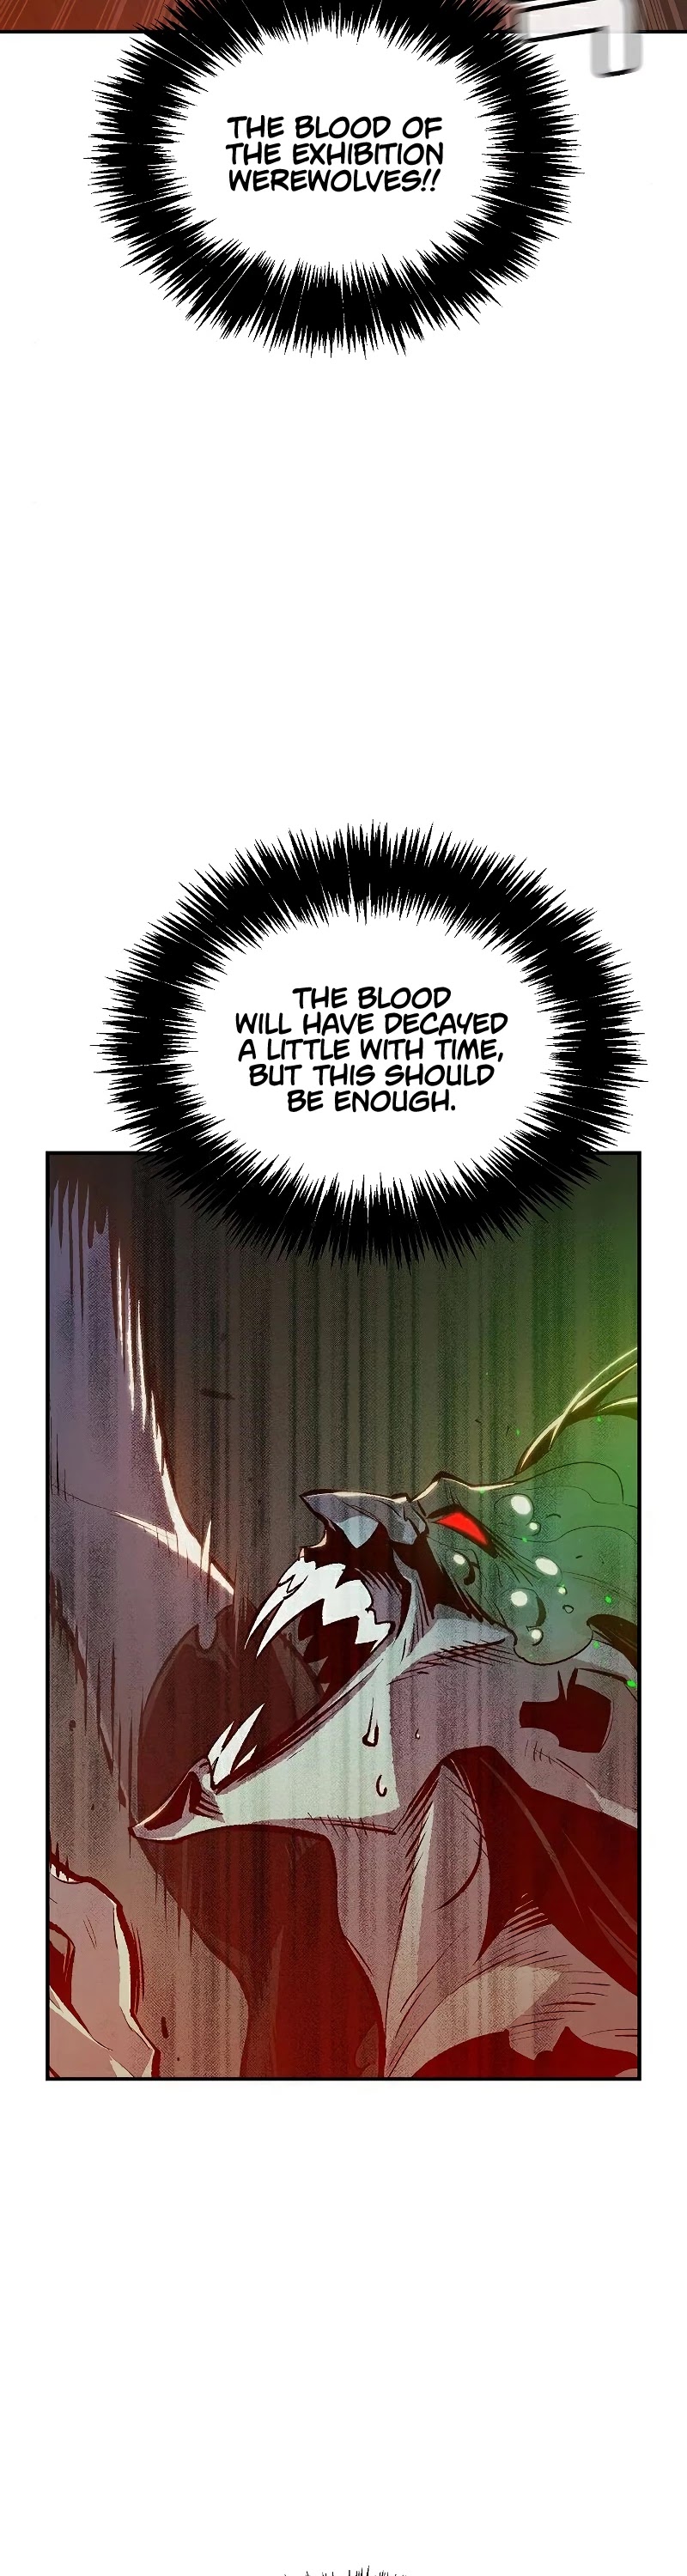 THE BLOOD OF
THE EXHIBITION
WEREWOLVES!!
THE BLOOD
WILL HAVE DECAYED
A LITTLE WITH TIME,
BUT THIS SHOULD
BE ENOUGH.